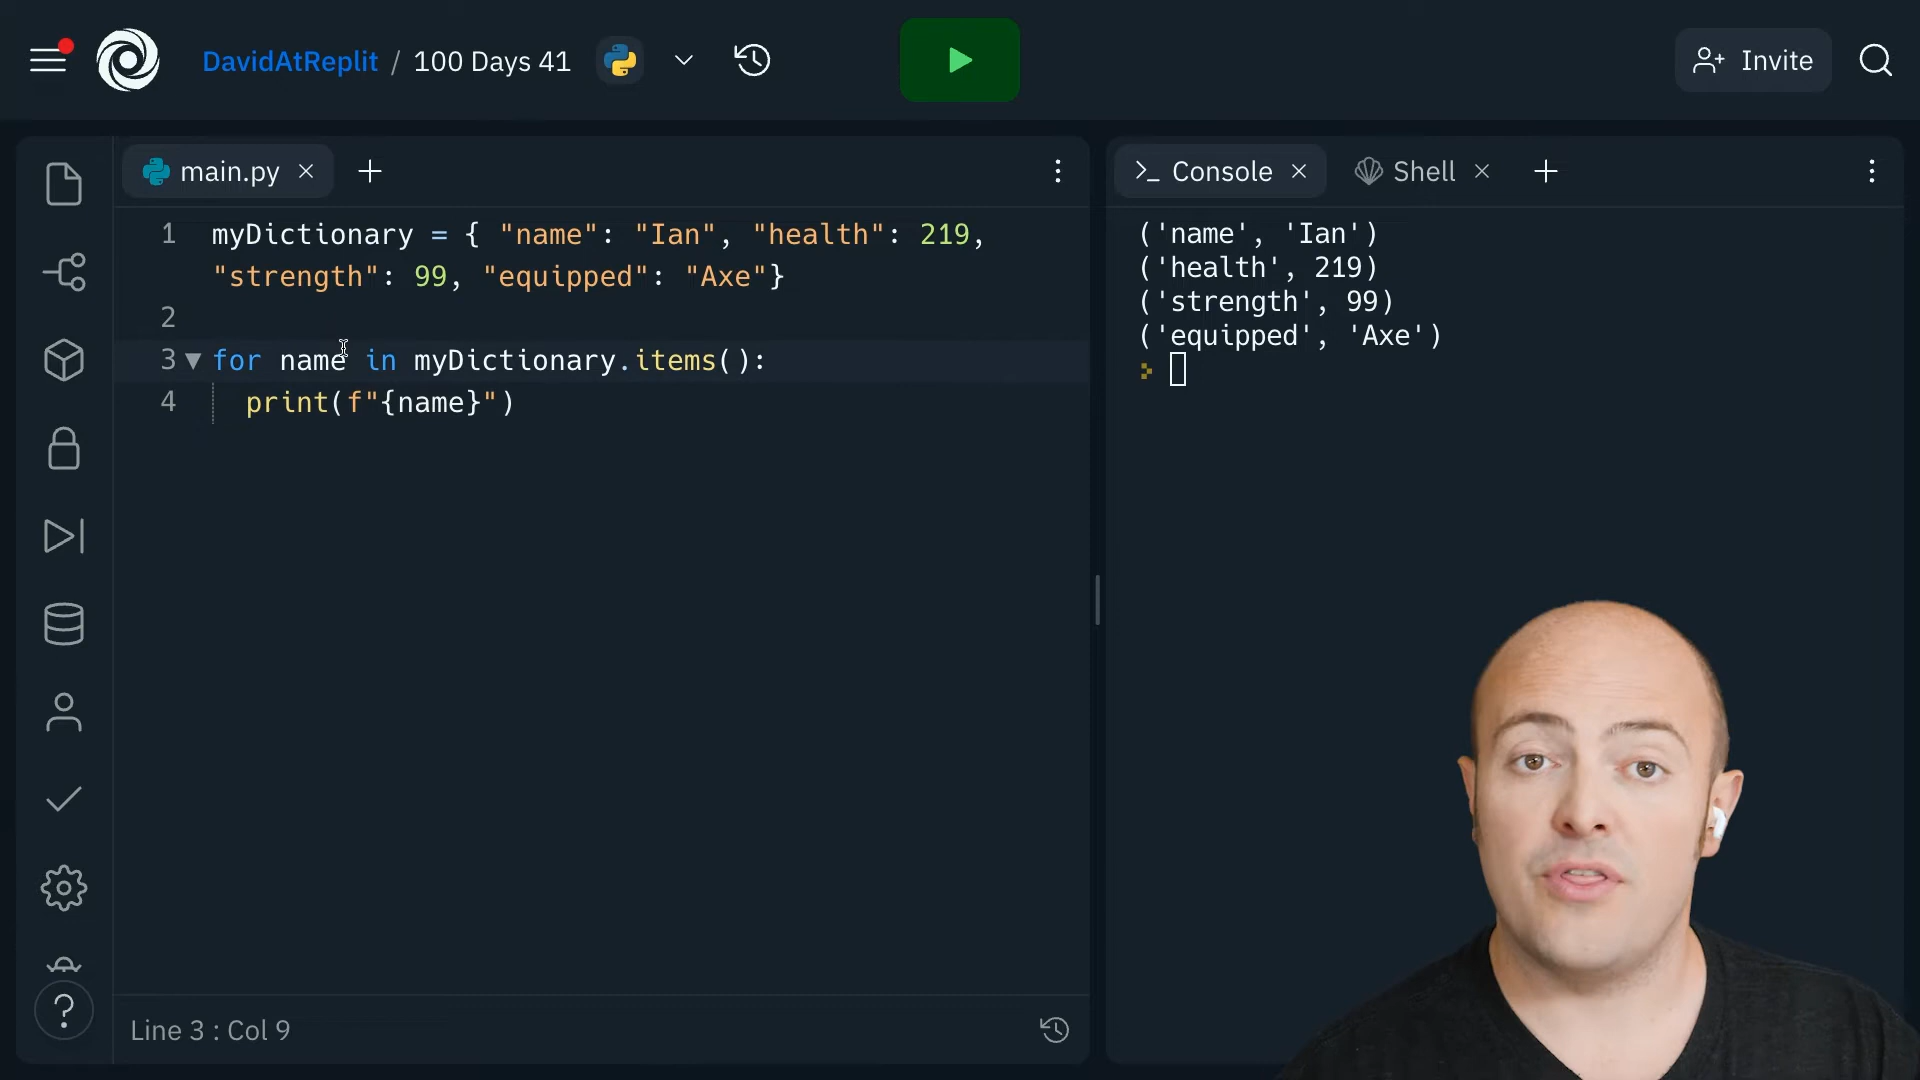 DavidAtReplit / 100 Days 41
Invite
main.py
Console
Shell
1 myDictionary = { "name": "Ian", "health": 219,
"strength": 99, "equipped": "Axe"}
2
3 for name in myDictionary.items():
4 print(f"{name}")
('name', 'Ian')
('health', 219)
('strength', 99)
('equipped', 'Axe')
?
Line 3 : Col 9